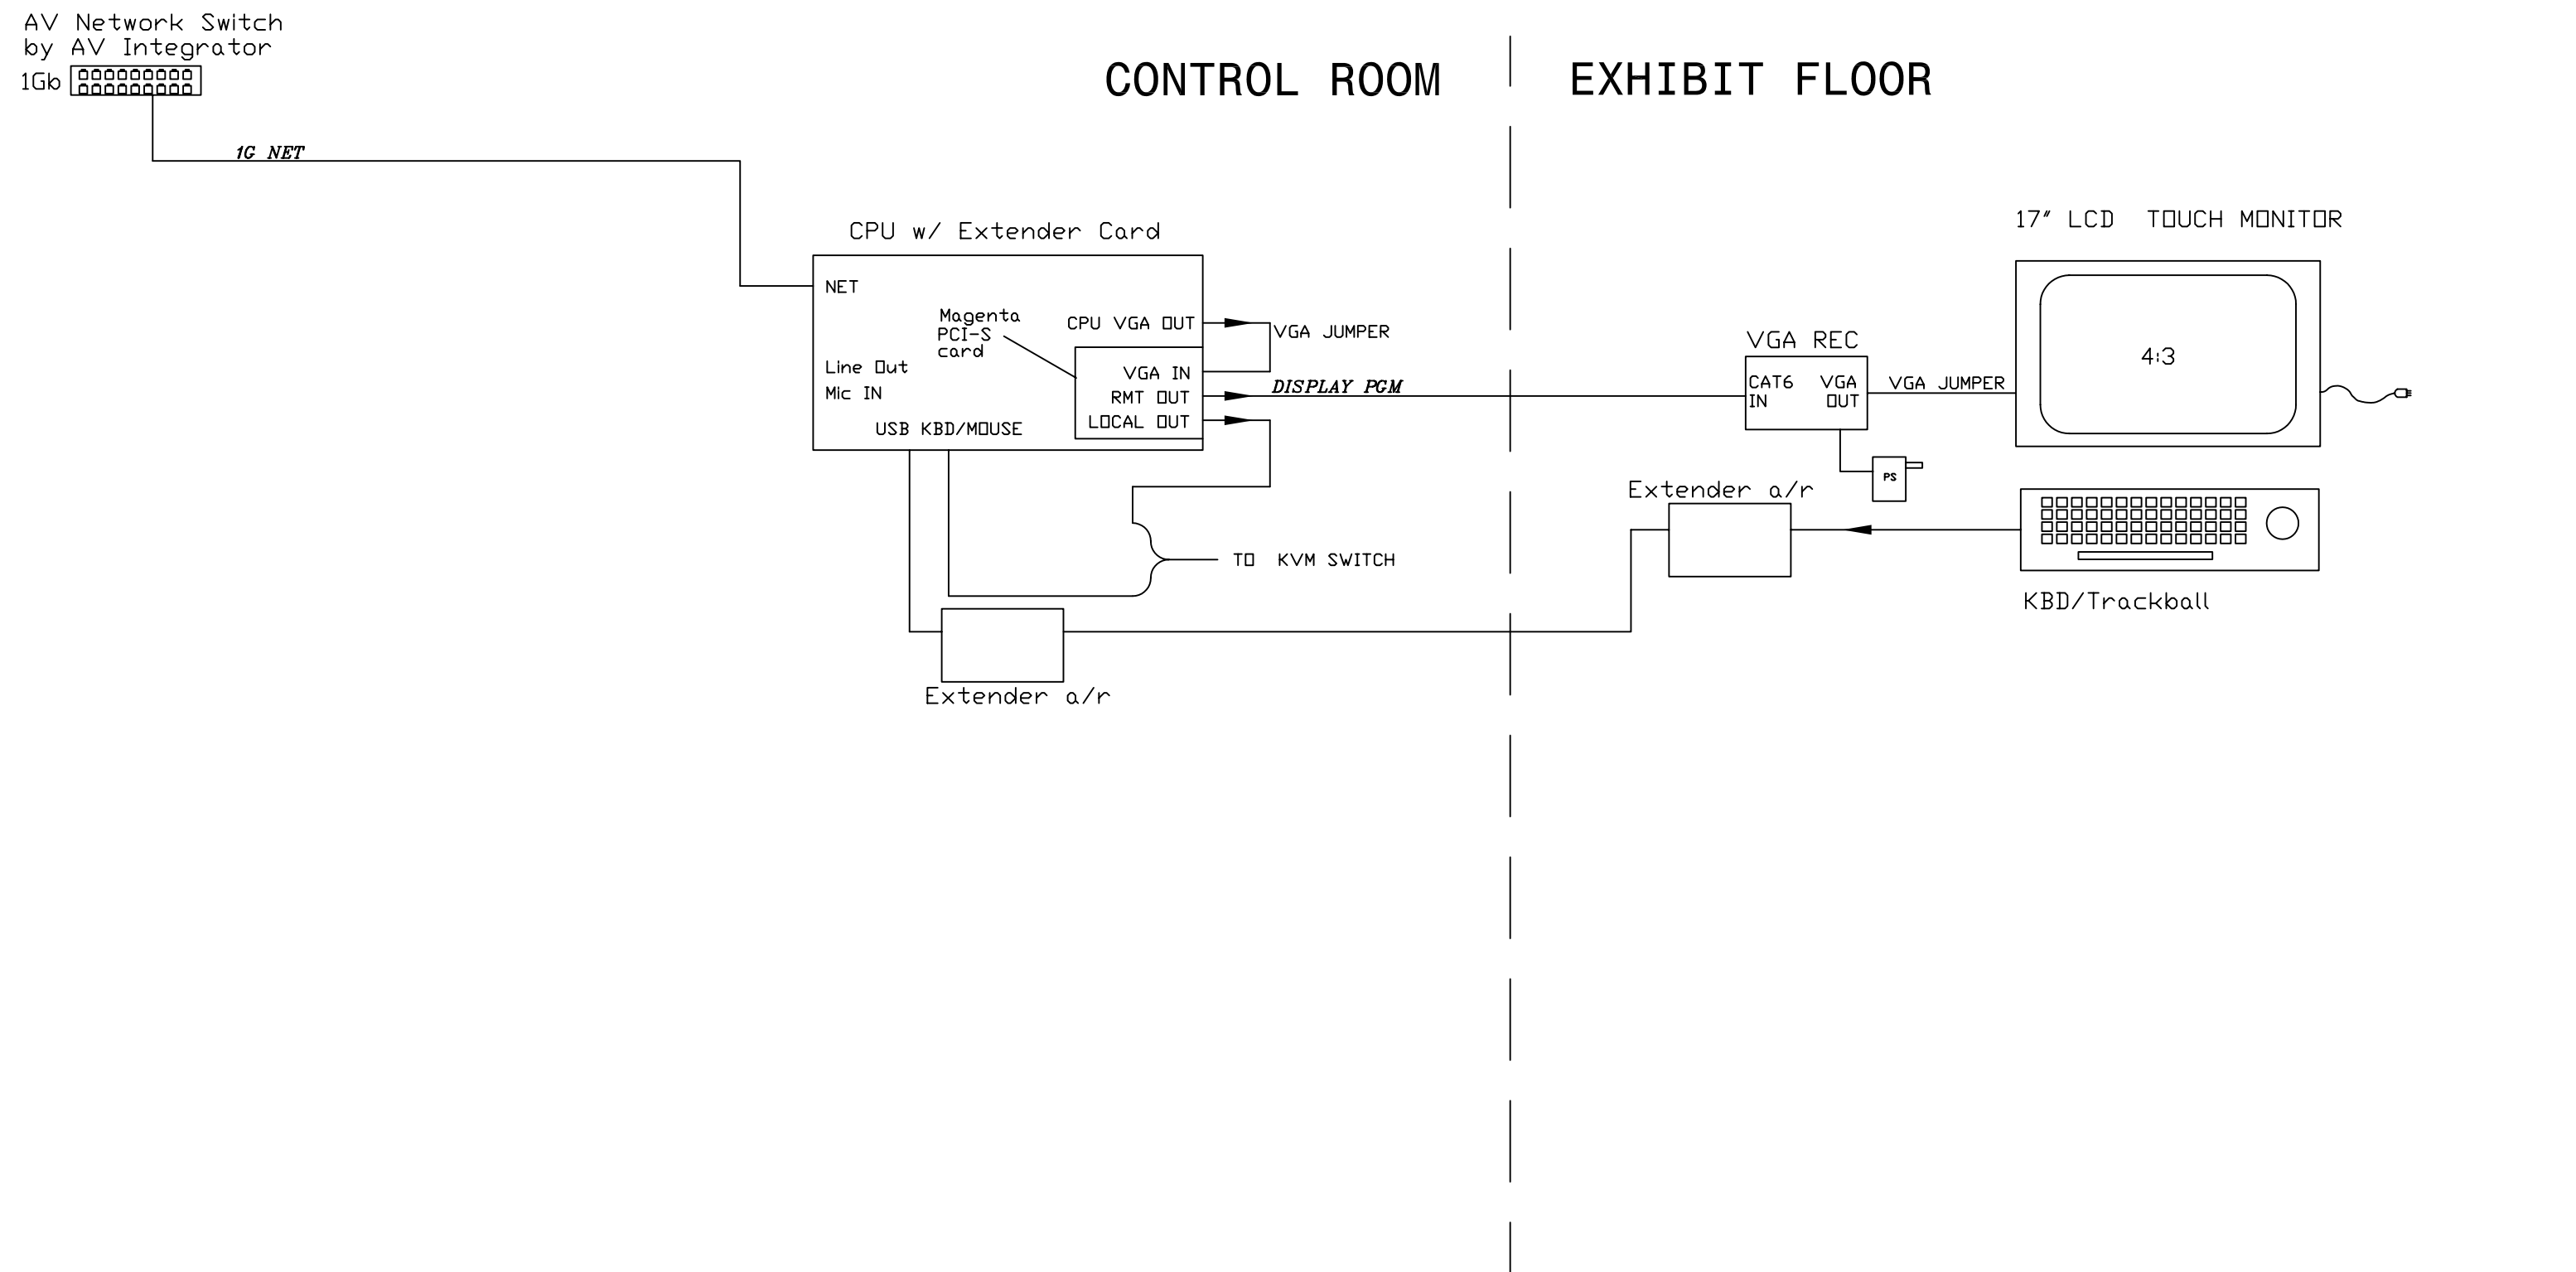 AV Network Switch
by AV Integrator
1Gb
CONTROL ROOM
EXHIBIT FLOOR
1G NET
CPU w/ Extender Card
NET
Magenta
PCI-S
card
CPU VGA OUT
VGA JUMPER
Line Out
Mic IN
VGA IN
RMT OUT
LOCAL OUT
USB KBD/MOUSE
DISPLAY PGM
TO KVM SWITCH
Extender a/r
17" LCD TOUCH MONITOR
4:3
VGA REC
CAT6
IN
VGA
OUT
VGA JUMPER
PS
Extender a/r
KBD/Trackball